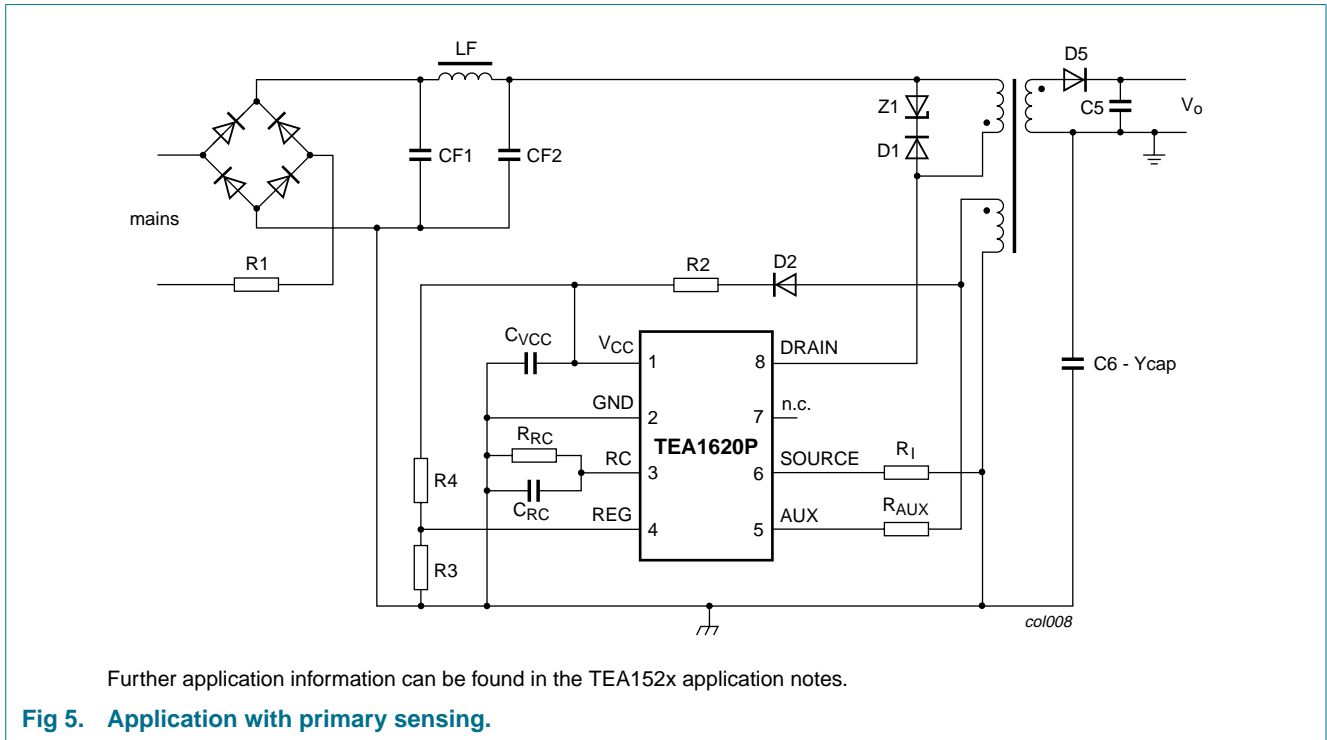 LF
D5
Z1
C5
Vo
CF1
CF2
D1
mains
R1
R2
D2
CVCC
VCC
1
8
DRAIN
C6 - Ycap
GND
2
7
n.c.
TEA1620P
RRC
RC
3
6
SOURCE
RI
R4
CRC
REG
4
5
AUX
RAUX
R3
col008
Further application information can be found in the TEA152x application notes.
Fig 5. Application with primary sensing.